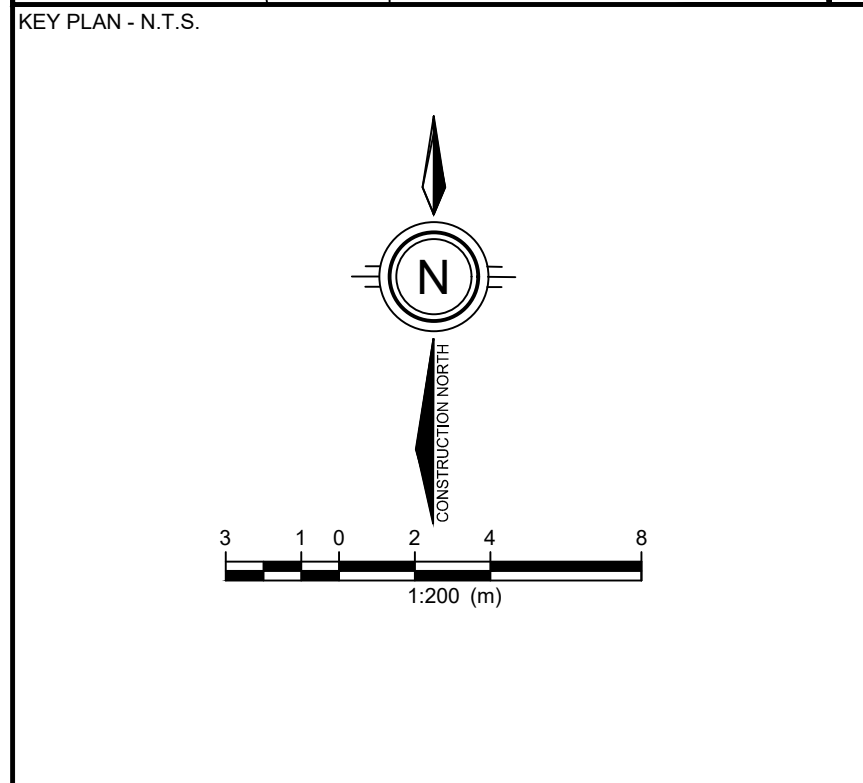 KEY PLAN - N.T.S.
N
CONSTRUCTION NORTH
3 1 0 2 4 8
1:200 (m)